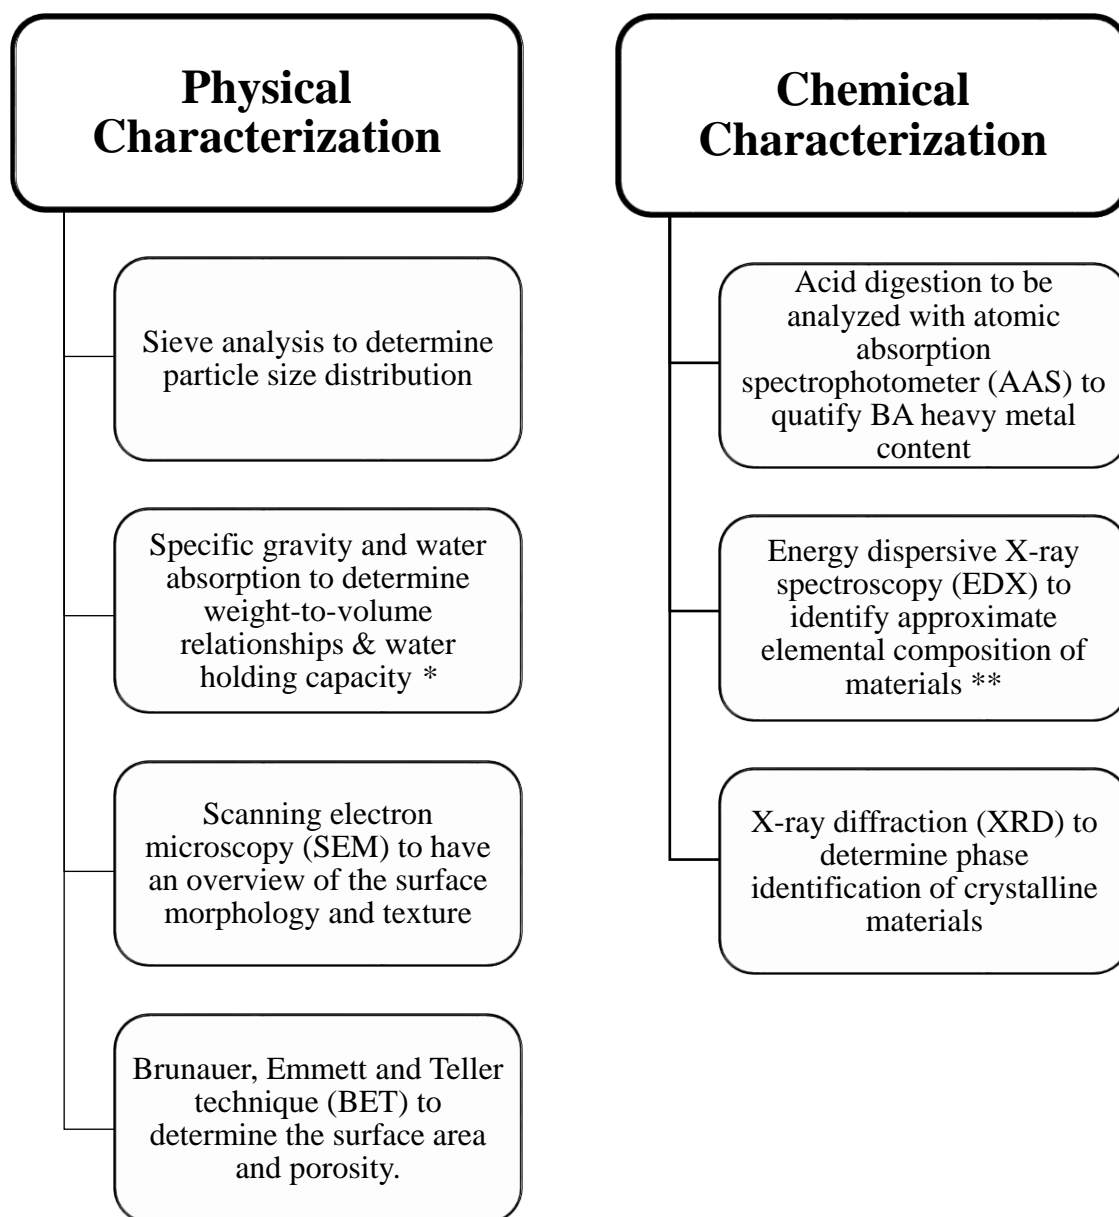 Physical
Characterization
Sieve analysis to determine
particle size distribution
Specific gravity and water
absorption to determine
weight-to-volume
relationships & water
holding capacity *
Scanning electron
microscopy (SEM) to have
an overview of the surface
morphology and texture
Brunauer, Emmett and Teller
technique (BET) to
determine the surface area
and porosity.
Chemical
Characterization
Acid digestion to be
analyzed with atomic
absorption
spectrophotometer (AAS) to
quatify BA heavy metal
content
Energy dispersive X-ray
spectroscopy (EDX) to
identify approximate
elemental composition of
materials **
X-ray diffraction (XRD) to
determine phase
identification of crystalline
materials